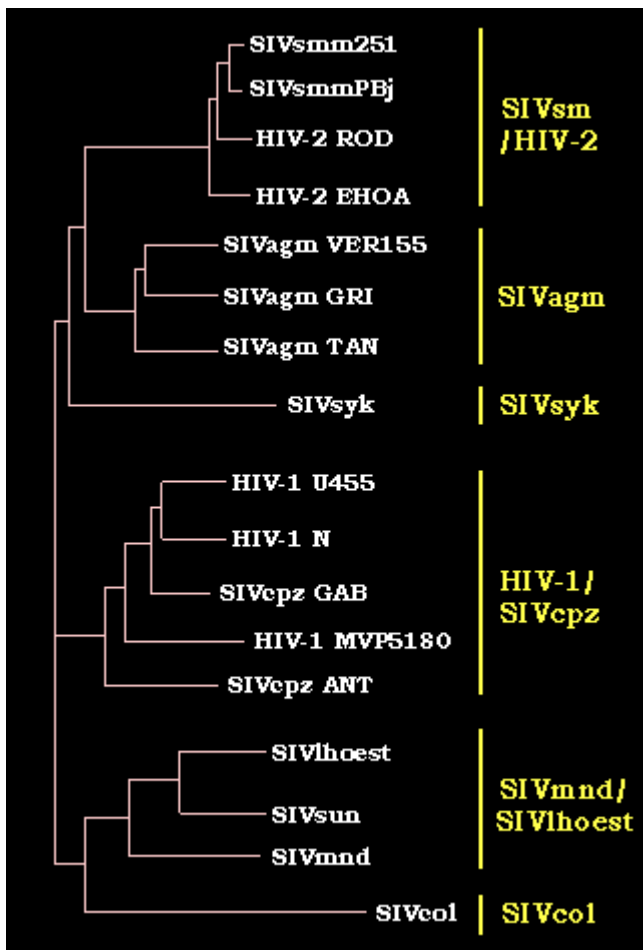 SIVsmm251
SIVsmmPBj
HIV-2 ROD
HIV-2 EHOA
SIVsm
/HIV-2
SIVagm VER155
SIVagm GRI
SIVagm TAN
SIVagm
SIVsyk
SIVsyk
HIV-1 U455
HIV-1 N
SIVcpz GAB
HIV-1 MVP5180
SIVcpz ANT
HIV-1/
SIVcpz
SIVlhoest
SIVsun
SIVmnd
SIVmnd/
SIVlhoest
SIVcol
SIVcol